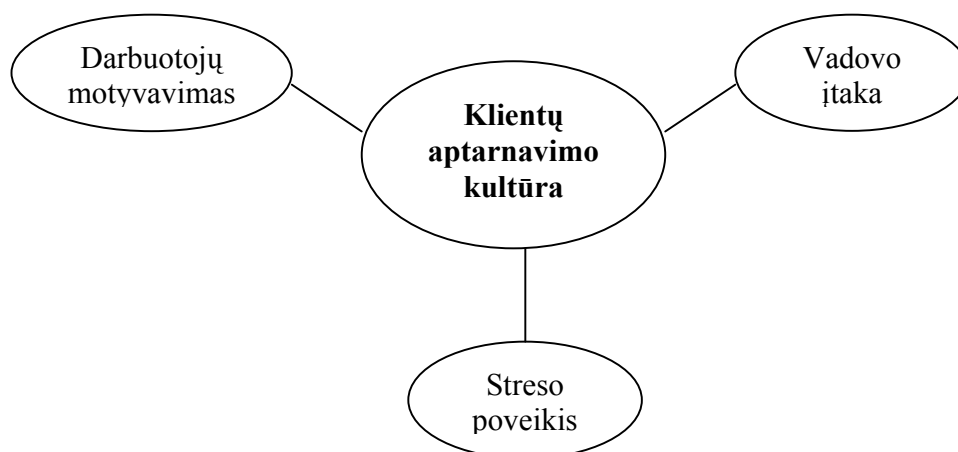 Darbuotojų
motyvavimas
Klientų
aptarnavimo
kultūra
Vadovo
įtaka
Streso
poveikis